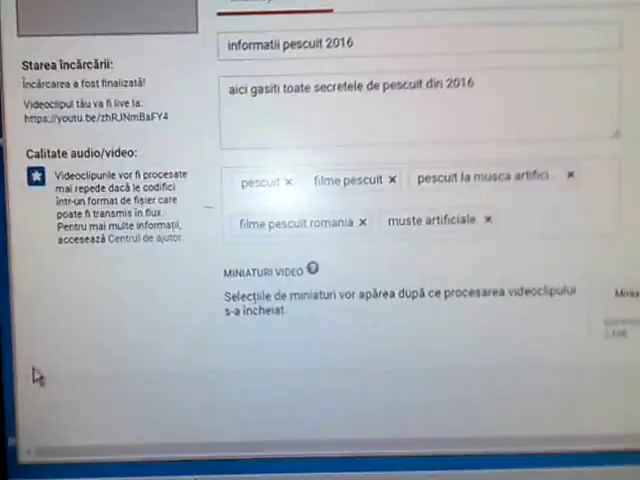 informatii pescuit 2016
Starea încărcării:
Încărcarea a fost finalizată!
Videoclipul tău va fi live la:
https://youtu.be/zhRJNmBaFY4
aici gasiti toate secretele de pescuit din 2016
Calitate audio/video:
Videoclipurile vor fi procesate
mai repede dacă le codifici
într-un format de fișier care
poate fi transmis în flux.
Pentru mai multe informații,
accesează Centrul de ajutor.
pescuit × filme pescuit × pescuit la musca artifici ×
filme pescuit romania × muste artificiale ×
MINIATURI VIDEO ?
Selecțiile de miniaturi vor apărea după ce procesarea videoclipului
s-a încheiat.